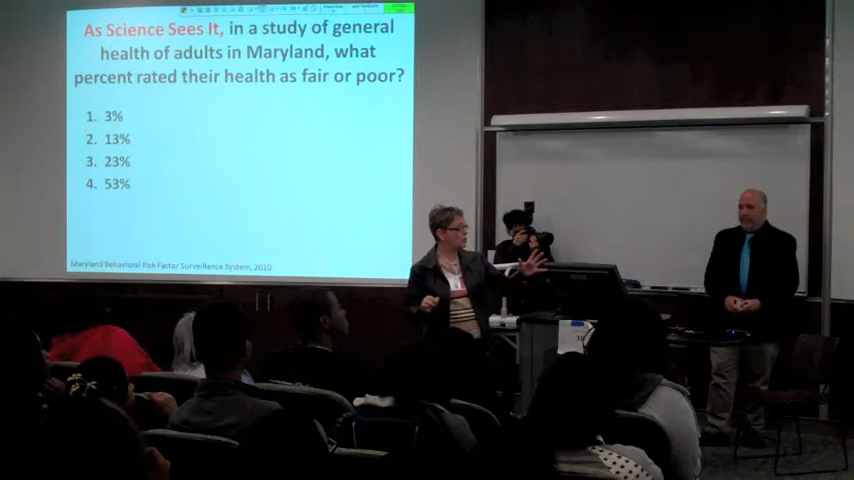 As Science Sees It, in a study of general
health of adults in Maryland, what
percent rated their health as fair or poor?
1. 3%
2. 13%
3. 23%
4. 53%
Maryland Behavioral Risk Factor Surveillance System, 2010